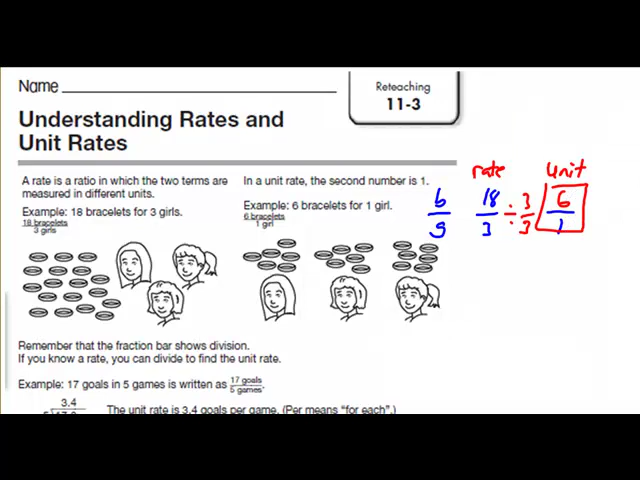 Name
Reteaching
11-3
Understanding Rates and
Unit Rates
A rate is a ratio in which the two terms are
measured in different units.
Example: 18 bracelets for 3 girls.
18 bracelets
3 girls
In a unit rate, the second number is 1.
Example: 6 bracelets for 1 girl.
6 bracelets
1 girl
rate
unit
b 18 ÷ 3 6
g 3 ÷ 3 1
Remember that the fraction bar shows division.
If you know a rate, you can divide to find the unit rate.
Example: 17 goals in 5 games is written as 17 goals
5 games.
3.4
The unit rate is 3.4 goals per game. (Per means “for each”.)